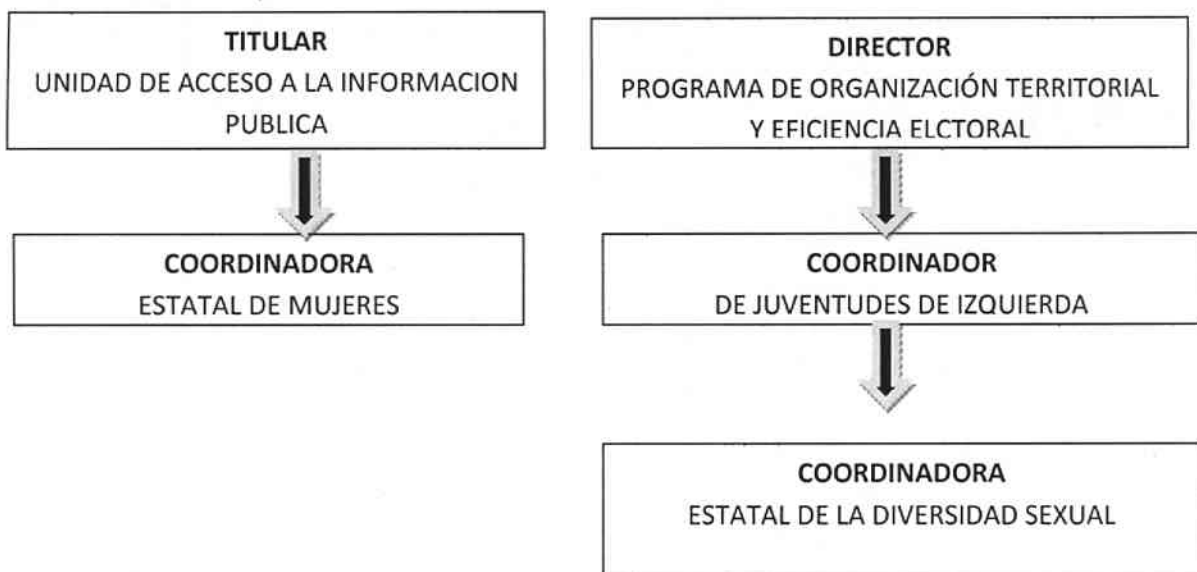 TITULAR
UNIDAD DE ACCESO A LA INFORMACION
PUBLICA
COORDINADORA
ESTATAL DE MUJERES
DIRECTOR
PROGRAMA DE ORGANIZACIÓN TERRITORIAL
Y EFICIENCIA ELCTORAL
COORDINADOR
DE JUVENTUDES DE IZQUIERDA
COORDINADORA
ESTATAL DE LA DIVERSIDAD SEXUAL